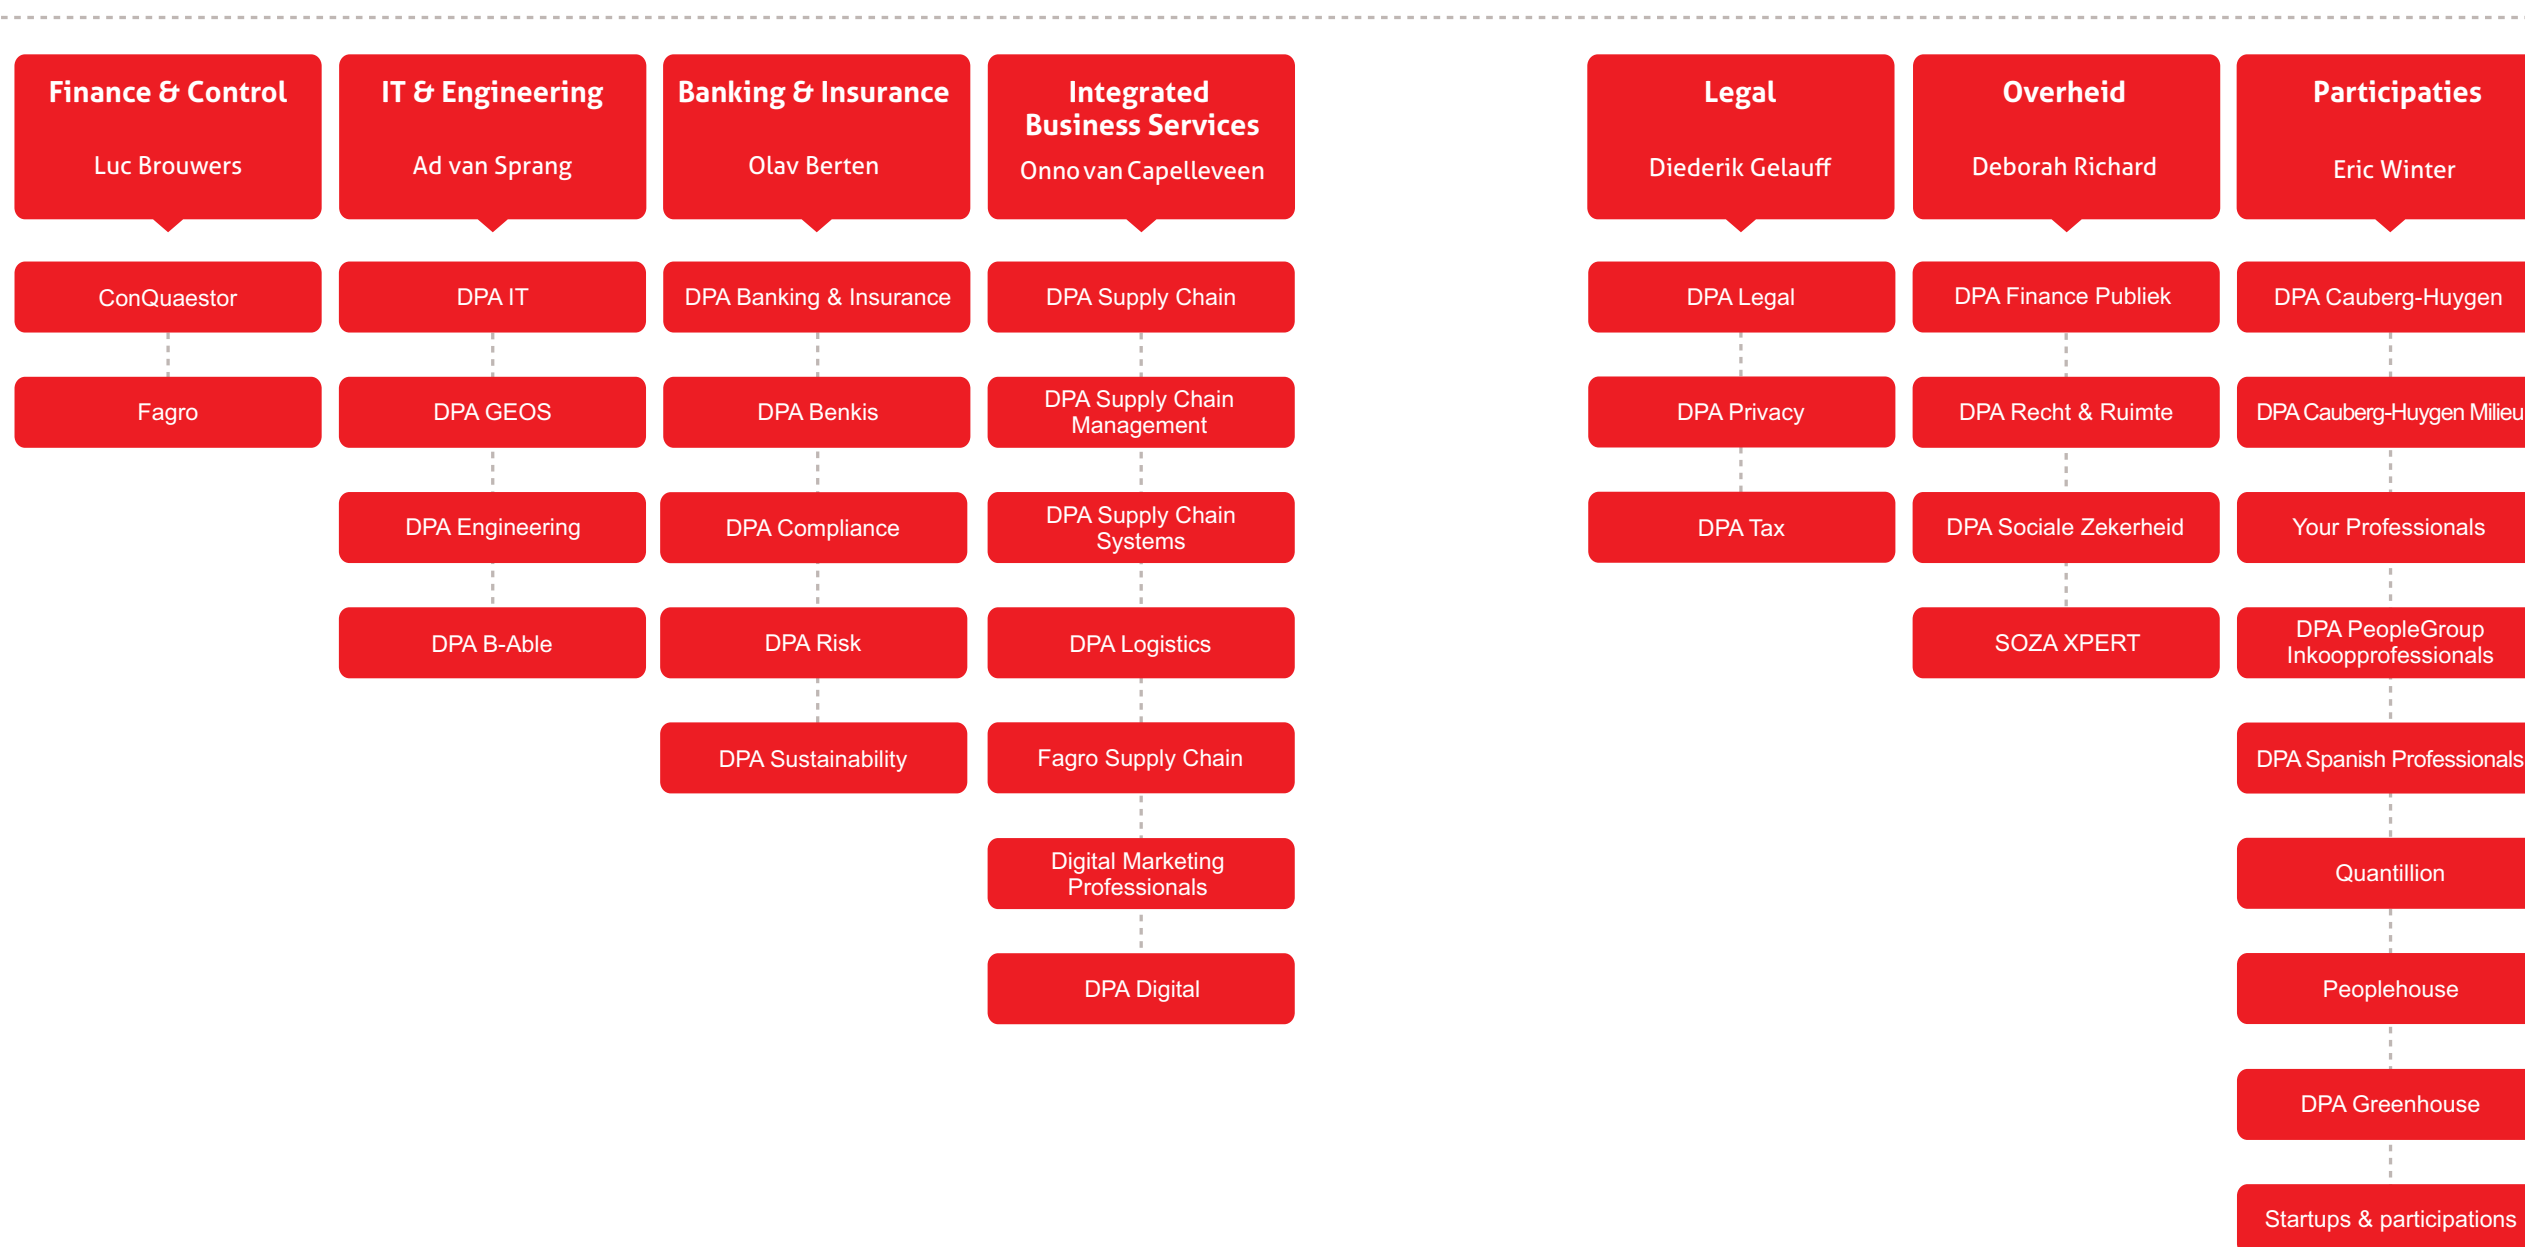 Finance & Control
Luc Brouwers
ConQuaestor
Fagro
IT & Engineering
Ad van Sprang
DPA IT
DPA GEOS
DPA Engineering
DPA B-Able
Banking & Insurance
Olav Berten
DPA Banking & Insurance
DPA Benkis
DPA Compliance
DPA Risk
DPA Sustainability
Integrated
Business Services
Onno van Capelleveen
DPA Supply Chain
DPA Supply Chain
Management
DPA Supply Chain
Systems
DPA Logistics
Fagro Supply Chain
Digital Marketing
Professionals
DPA Digital
Legal
Diederik Gelauff
DPA Legal
DPA Privacy
DPA Tax
Overheid
Deborah Richard
DPA Finance Publiek
DPA Recht & Ruimte
DPA Sociale Zekerheid
SOZA XPERT
Participaties
Eric Winter
DPA Cauberg-Huygen
DPA Cauberg-Huygen Milieu
Your Professionals
DPA PeopleGroup
Inkoopprofessionals
DPA Spanish Professionals
Quantillion
Peoplehouse
DPA Greenhouse
Startups & participations